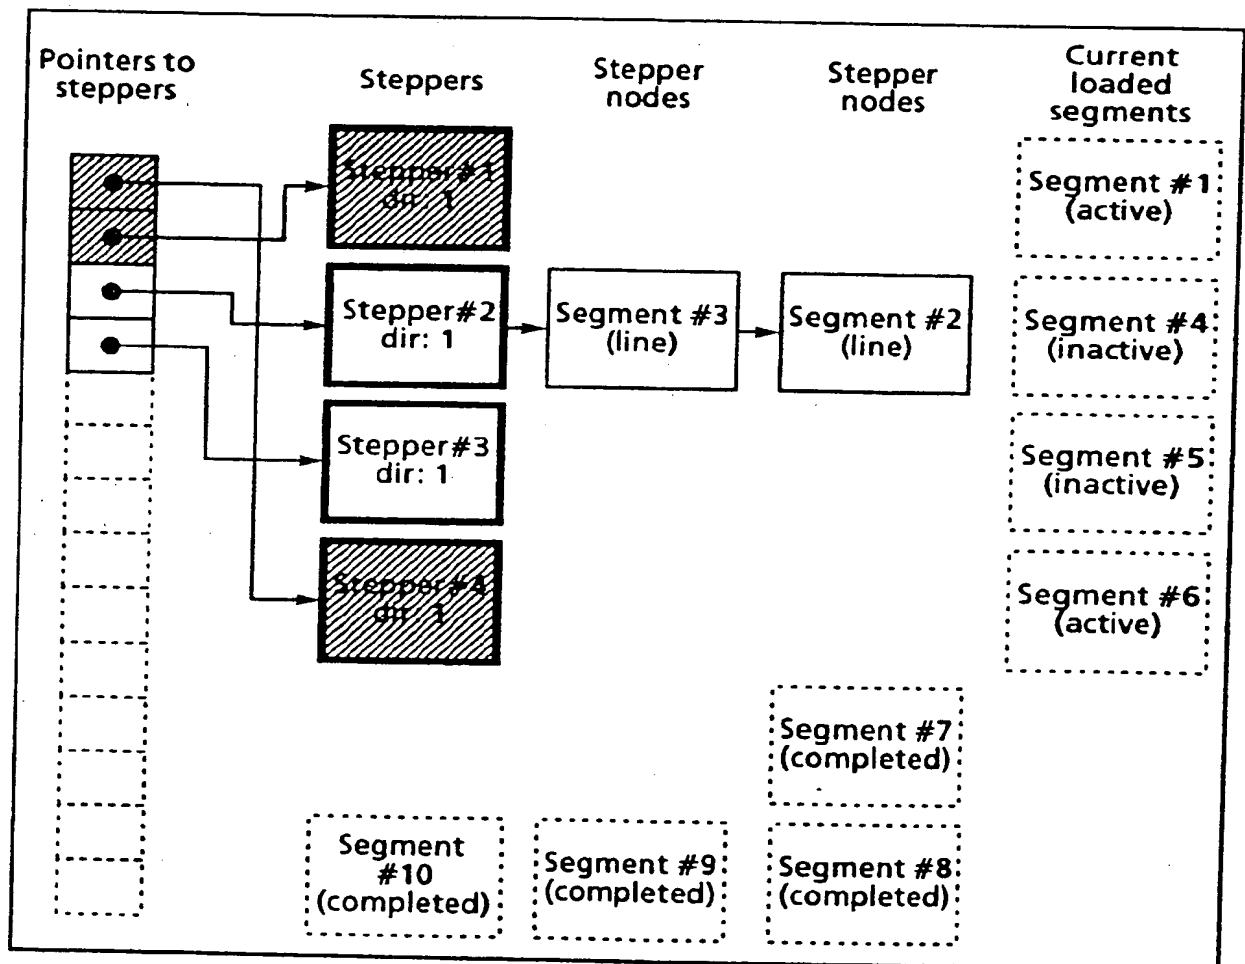 Pointers to
steppers
Steppers
Stepper
nodes
Stepper
nodes
Current
loaded
segments
Stepper#1
dir: 1
Segment #1
(active)
Stepper#2
dir: 1
Segment #3
(line)
Segment #2
(line)
Segment #4
(inactive)
Stepper#3
dir: 1
Segment #5
(inactive)
Stepper#4
dir: 1
Segment #6
(active)
Segment #7
(completed)
Segment
#10
(completed)
Segment #9
(completed)
Segment #8
(completed)